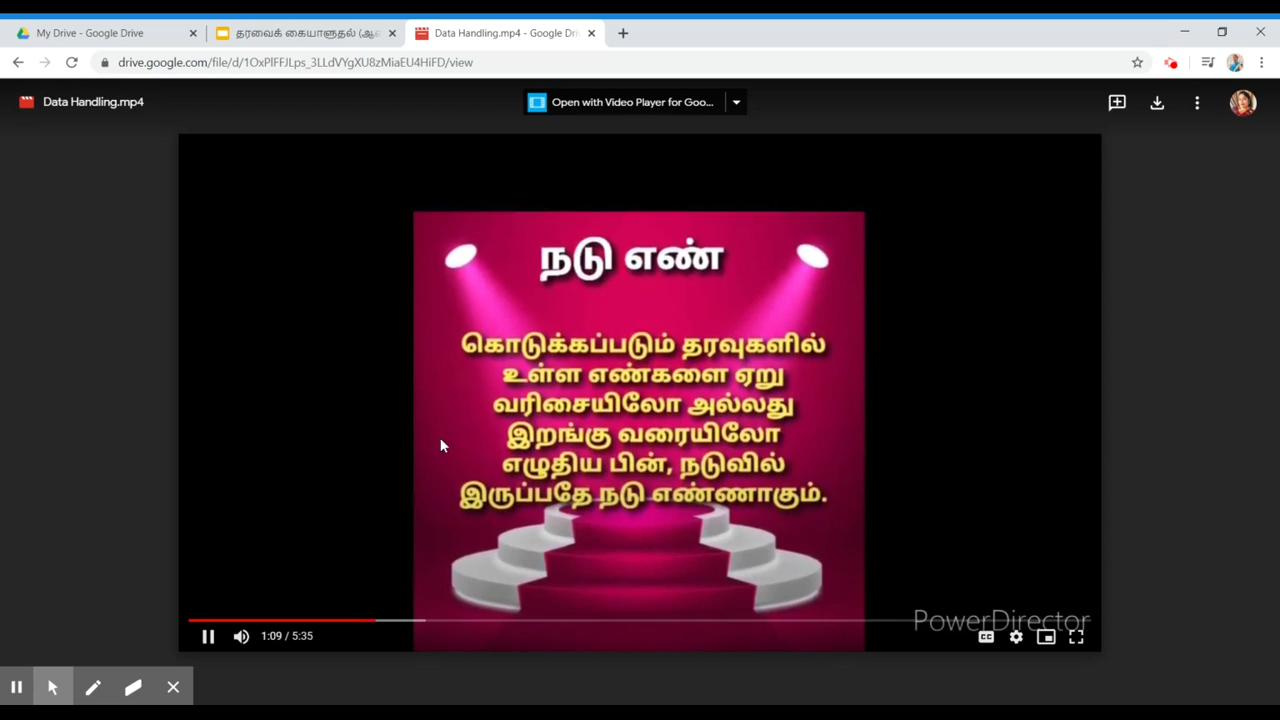 My Drive - Google Drive
தரவைக் கையாளுதல் (ஆ
Data Handling.mp4 - Google Dri
drive.google.com/file/d/1OxPlFFJLps_3LLdVYgXU8zMiaEU4HiFD/view
Data Handling.mp4
Open with Video Player for Goo...
நடு எண்
கொடுக்கப்படும் தரவுகளில்
உள்ள எண்களை ஏறு
வரிசையிலோ அல்லது
இறங்கு வரையிலோ
எழுதிய பின், நடுவில்
இருப்பதே நடு எண்ணாகும்.
PowerDirector
1:09 / 5:35
CC